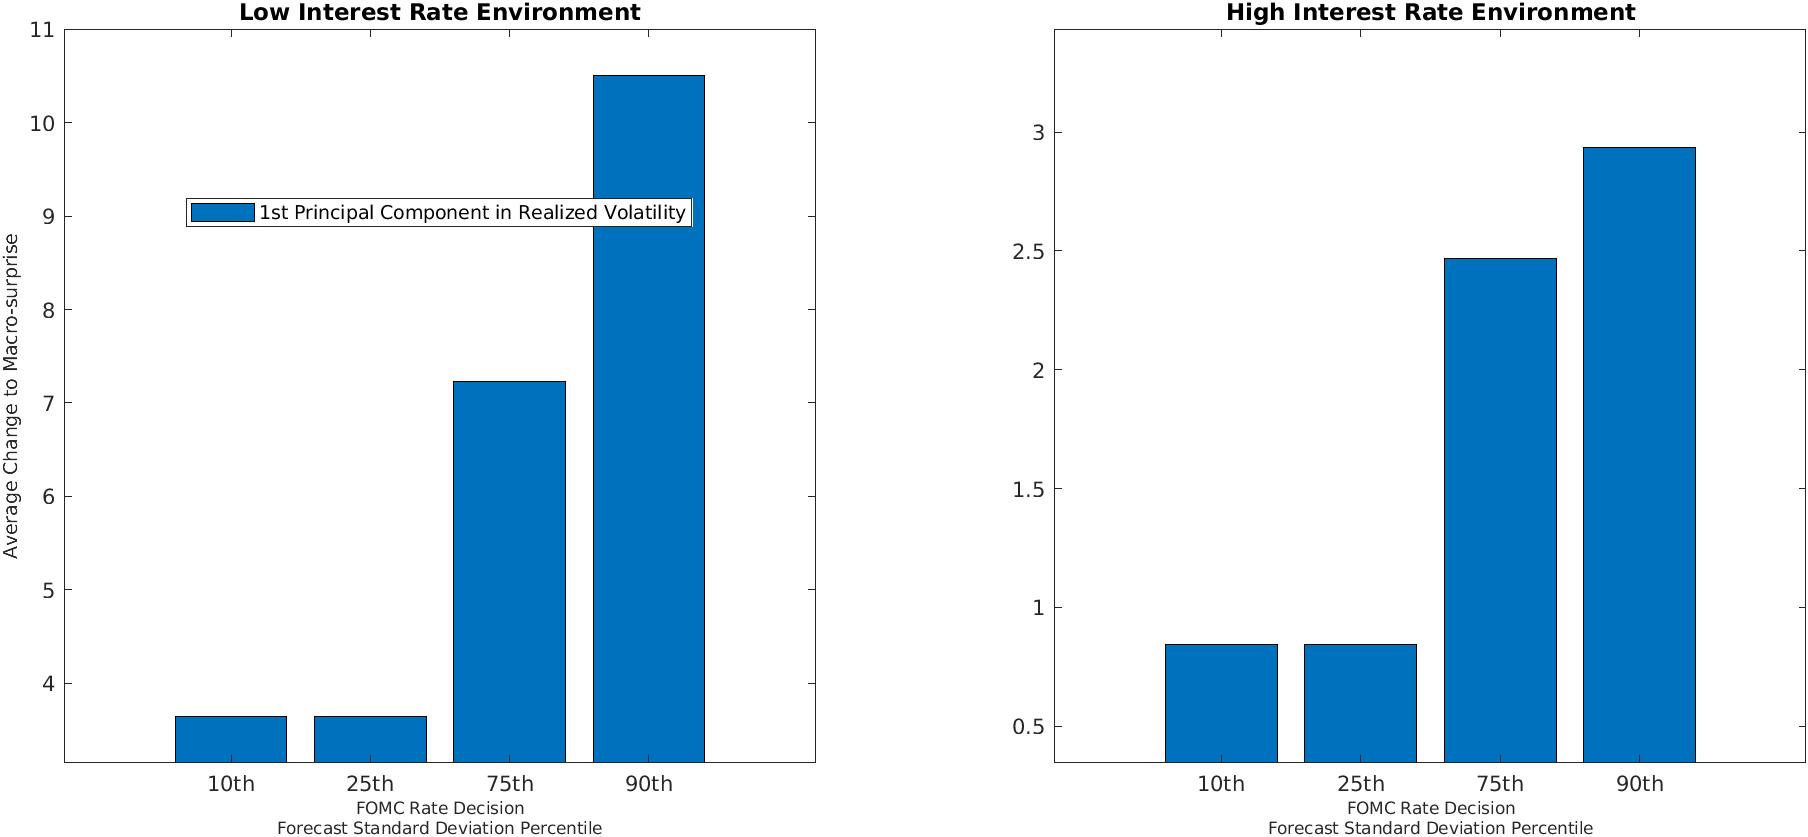 Low Interest Rate Environment
11
10
9
8
7
6
5
4
Average Change to Macro-surprise
1st Principal Component in Realized Volatility
10th 25th 75th 90th
FOMC Rate Decision
Forecast Standard Deviation Percentile
High Interest Rate Environment
3
2.5
2
1.5
1
0.5
10th 25th 75th 90th
FOMC Rate Decision
Forecast Standard Deviation Percentile